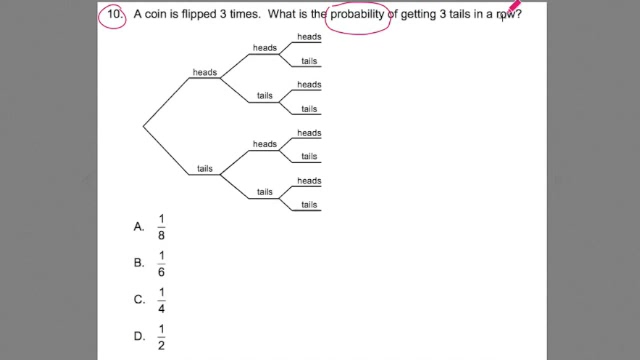 10. A coin is flipped 3 times. What is the probability of getting 3 tails in a row?
heads
heads
tails
heads
heads
tails
tails
heads
heads
tails
tails
heads
tails
tails
A. 1/8
B. 1/6
C. 1/4
D. 1/2